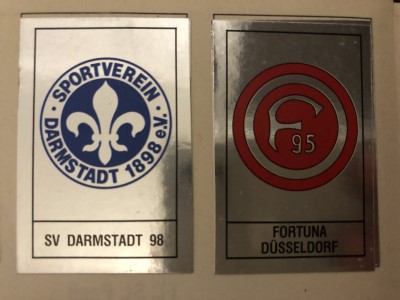 · SPORTVEREIN ·
DARMSTADT 1898 e.V.
SV DARMSTADT 98
F
95
FORTUNA
DÜSSELDORF